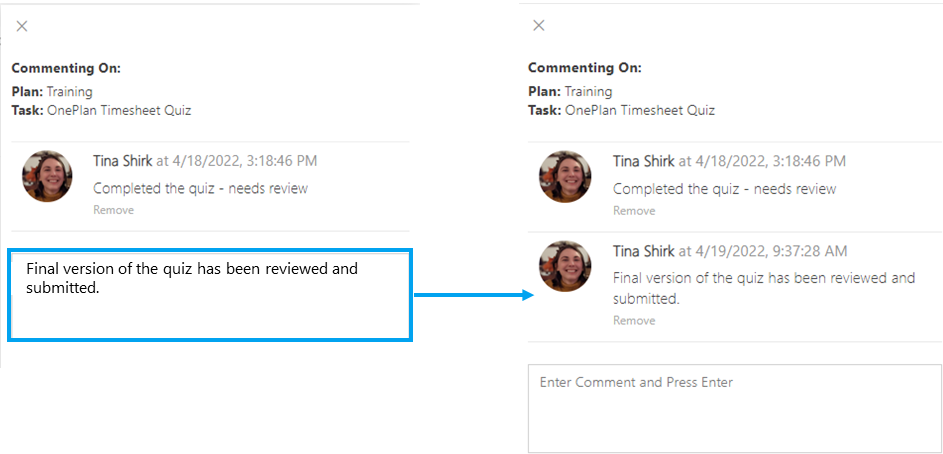 Commenting On:
Plan: Training
Task: OnePlan Timesheet Quiz
Tina Shirk at 4/18/2022, 3:18:46 PM
Completed the quiz - needs review
Remove
Final version of the quiz has been reviewed and
submitted.
Commenting On:
Plan: Training
Task: OnePlan Timesheet Quiz
Tina Shirk at 4/18/2022, 3:18:46 PM
Completed the quiz - needs review
Remove
Tina Shirk at 4/19/2022, 9:37:28 AM
Final version of the quiz has been reviewed and
submitted.
Remove
Enter Comment and Press Enter